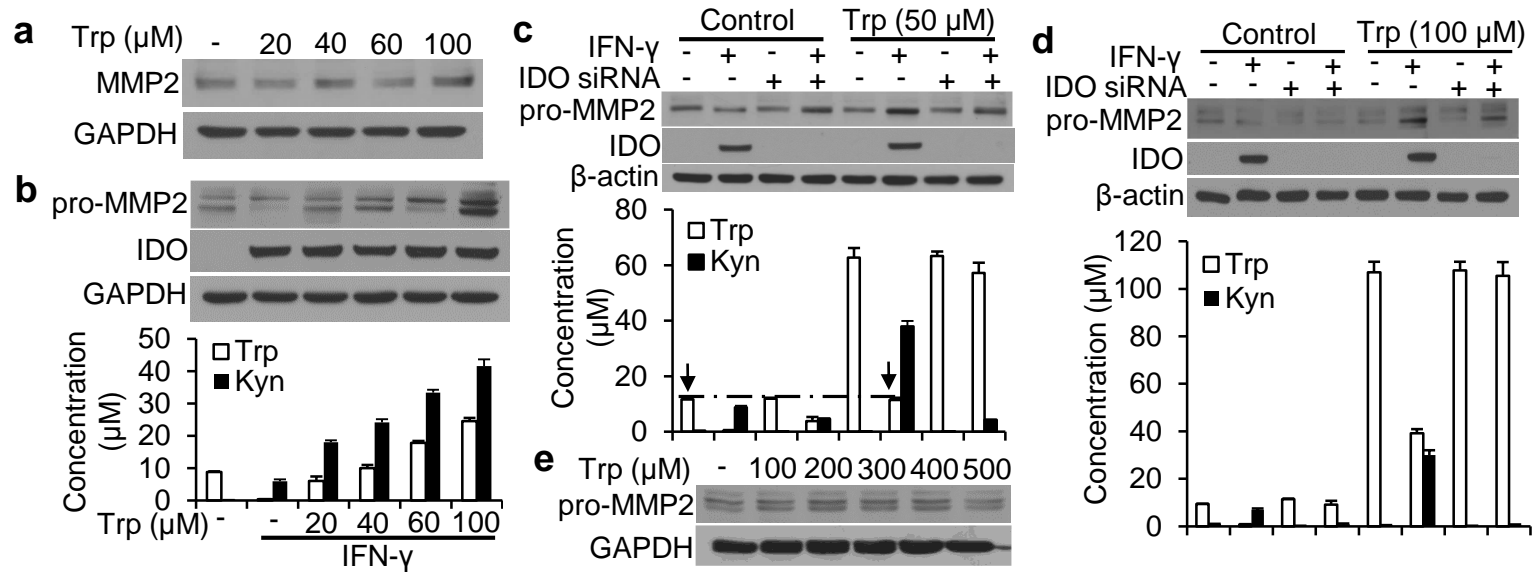 a
Trp (μM) - 20 40 60 100
MMP2
GAPDH
b
pro-MMP2
IDO
GAPDH
Concentration
(μM)
50
40
30
20
10
0
Trp
Kyn
Trp (μM) - - 20 40 60 100
IFN-γ
c
Control Trp (50 μM)
IFN-γ - + - + - + - +
IDO siRNA - - + + - - + +
pro-MMP2
IDO
β-actin
Concentration
(μM)
80
60
40
20
0
Trp
Kyn
e
Trp (μM) - 100 200 300 400 500
pro-MMP2
GAPDH
d
Control Trp (100 μM)
IFN-γ - + - + - + - +
IDO siRNA - - + + - - + +
pro-MMP2
IDO
β-actin
Concentration (μM)
120
100
80
60
40
20
0
Trp
Kyn